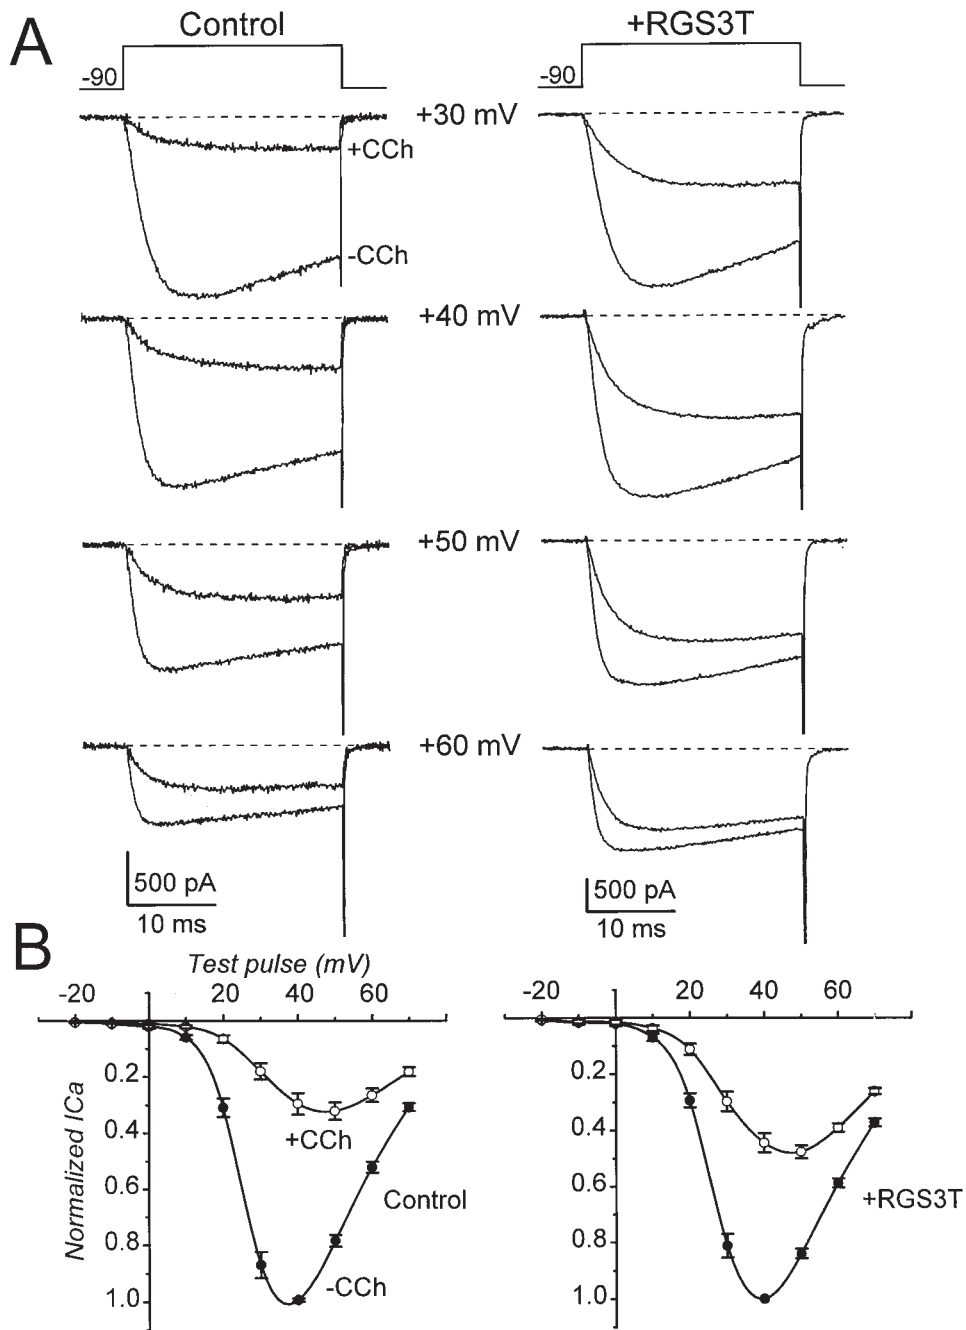 A
Control
+RGS3T
-90
-90
+30 mV
+CCh
-CCh
+40 mV
+50 mV
+60 mV
500 pA
10 ms
500 pA
10 ms
B
Test pulse (mV)
-20 20 40 60
-20 20 40 60
Normalized ICa
0.2
0.4
0.6
0.8
1.0
+CCh
Control
-CCh
0.2
0.4
0.6
0.8
1.0
+RGS3T